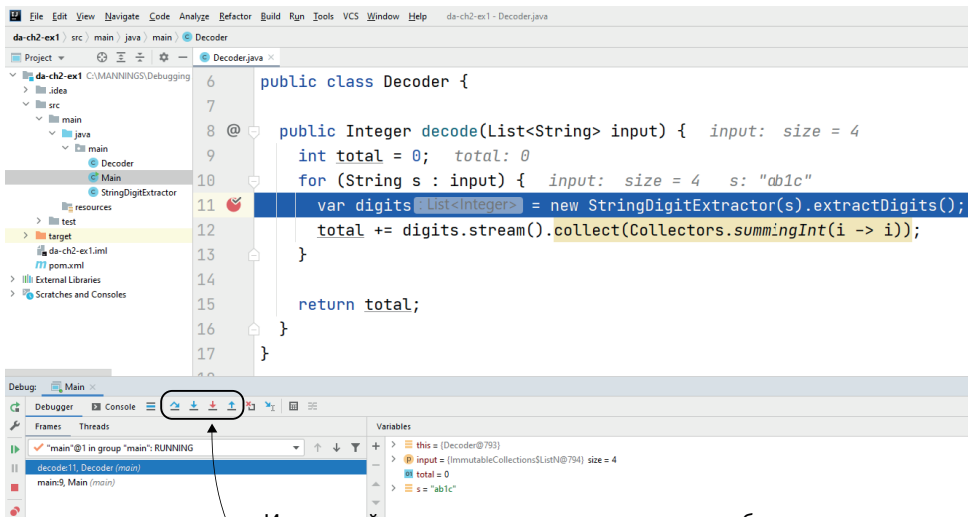 File Edit View Navigate Code Analyze Refactor Build Run Tools VCS Window Help da-ch2-ex1 - Decoder.java
da-ch2-ex1 src main java main Decoder
Project
Decoder.java
da-ch2-ex1 C:\MANNINGS\Debugging
.idea
src
main
java
main
Decoder
Main
StringDigitExtractor
resources
test
target
da-ch2-ex1.iml
pom.xml
External Libraries
Scratches and Consoles
6 public class Decoder {
7
8 @ public Integer decode(List<String> input) { input: size = 4
9 int total = 0; total: 0
10 for (String s : input) { input: size = 4 s: "ab1c"
11 var digits : List<Integer> = new StringDigitExtractor(s).extractDigits();
12 total += digits.stream().collect(Collectors.summingInt(i -> i));
13 }
14
15 return total;
16 }
17 }
Debug: Main
Debugger Console
Frames Threads
Variables
"main"@1 in group "main": RUNNING
decode:11, Decoder (main)
main:9, Main (main)
this = {Decoder@793}
input = {ImmutableCollections$ListN@794} size = 4
total = 0
s = "ab1c"